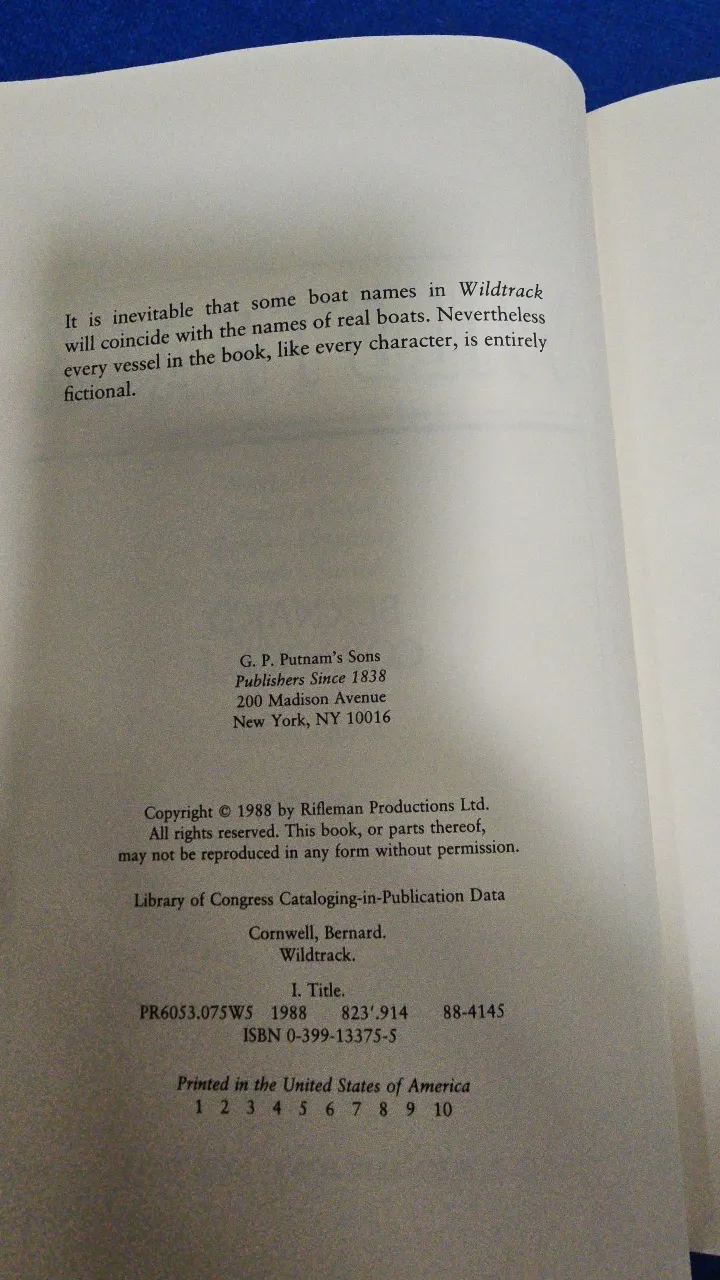 It is inevitable that some boat names in Wildtrack
will coincide with the names of real boats. Nevertheless
every vessel in the book, like every character, is entirely
fictional.
G. P. Putnam's Sons
Publishers Since 1838
200 Madison Avenue
New York, NY 10016
Copyright © 1988 by Rifleman Productions Ltd.
All rights reserved. This book, or parts thereof,
may not be reproduced in any form without permission.
Library of Congress Cataloging-in-Publication Data
Cornwell, Bernard.
Wildtrack.
I. Title.
PR6053.075W5 1988 823'.914 88-4145
ISBN 0-399-13375-5
Printed in the United States of America
1 2 3 4 5 6 7 8 9 10